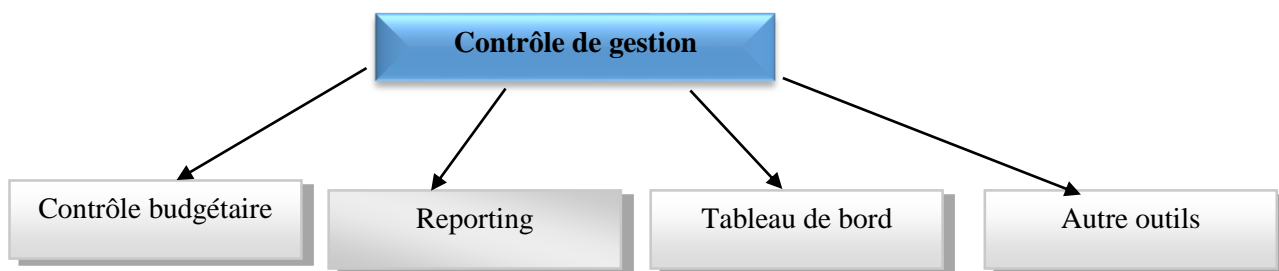 Contrôle de gestion
Contrôle budgétaire
Reporting
Tableau de bord
Autre outils